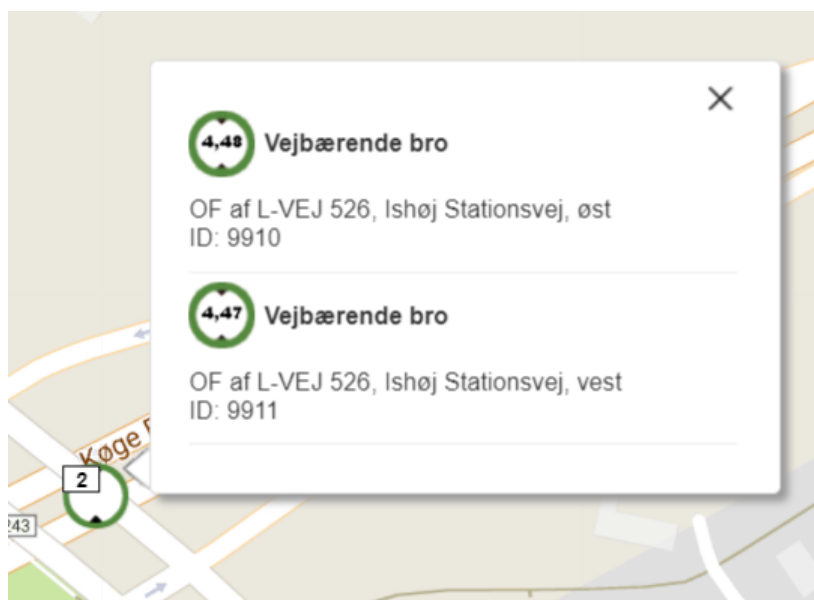 4,48 Vejbærende bro
OF af L-VEJ 526, Ishøj Stationsvej, øst
ID: 9910
4,47 Vejbærende bro
OF af L-VEJ 526, Ishøj Stationsvej, vest
ID: 9911
Køge
2
243